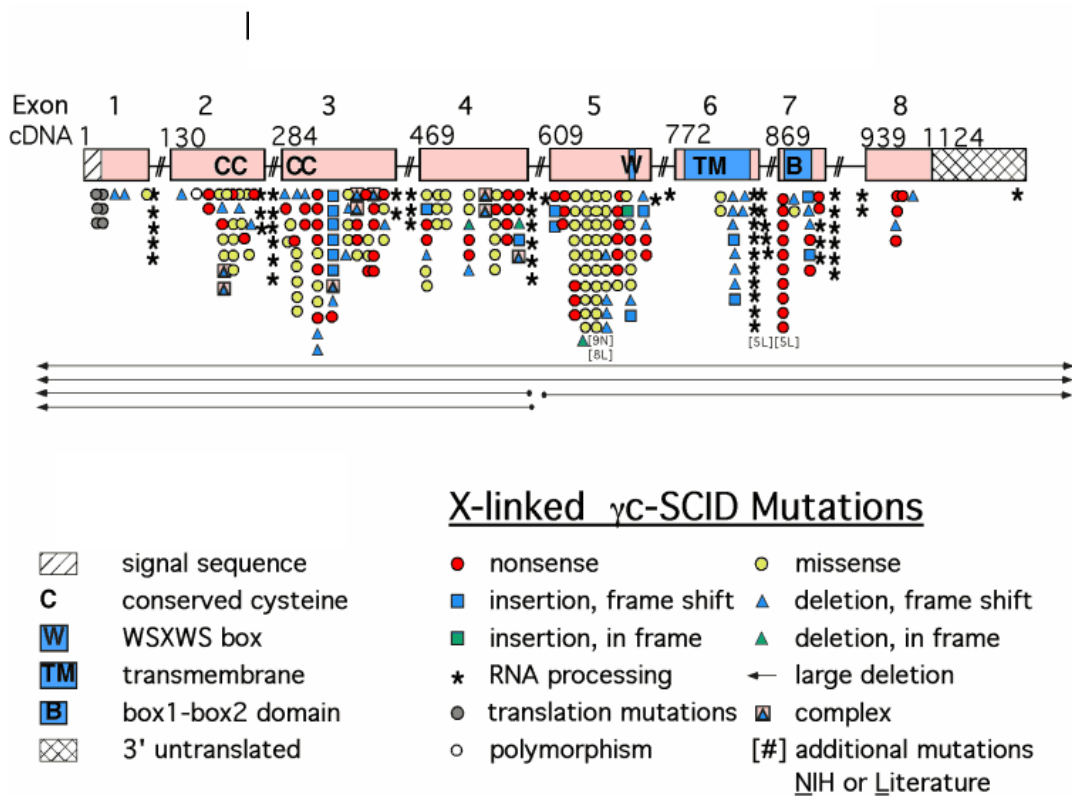 Exon 1 2 3 4 5 6 7 8
cDNA 1 130 284 469 609 772 869 939 1124
CC CC W TM B
[9N] [5L] [5L]
[8L]
X-linked γc-SCID Mutations
signal sequence nonsense missense
C conserved cysteine insertion, frame shift deletion, frame shift
W WSXWS box insertion, in frame deletion, in frame
TM transmembrane * RNA processing large deletion
B box1-box2 domain translation mutations complex
3' untranslated polymorphism [#] additional mutations
NIH or Literature